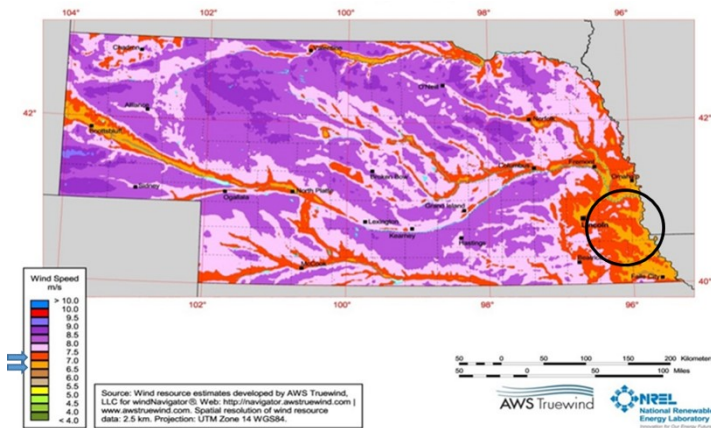 104° 102° 100° 98° 96°
Chadron
O'Neill
42° 42°
Alliance
Norfolk
Scottsbluff
Columbus Fremont
Omaha
Sidney
Broken Bow
Ogallala North Platte
Grand Island
Lexington
Lincoln
Kearney
Hastings
Beatrice
McCook
Falls City
40° 40°
102° 100° 98° 96°
Wind Speed
m/s
> 10.0
10.0
9.5
9.0
8.5
8.0
7.5
7.0
6.5
6.0
5.5
5.0
4.5
4.0
< 4.0
Source: Wind resource estimates developed by AWS Truewind,
LLC for windNavigator®. Web: http://navigator.awstruewind.com |
www.awstruewind.com. Spatial resolution of wind resource
data: 2.5 km. Projection: UTM Zone 14 WGS84.
50 0 50 100 150 200 Kilometers
50 0 50 100 Miles
AWS Truewind
NREL
National Renewable
Energy Laboratory